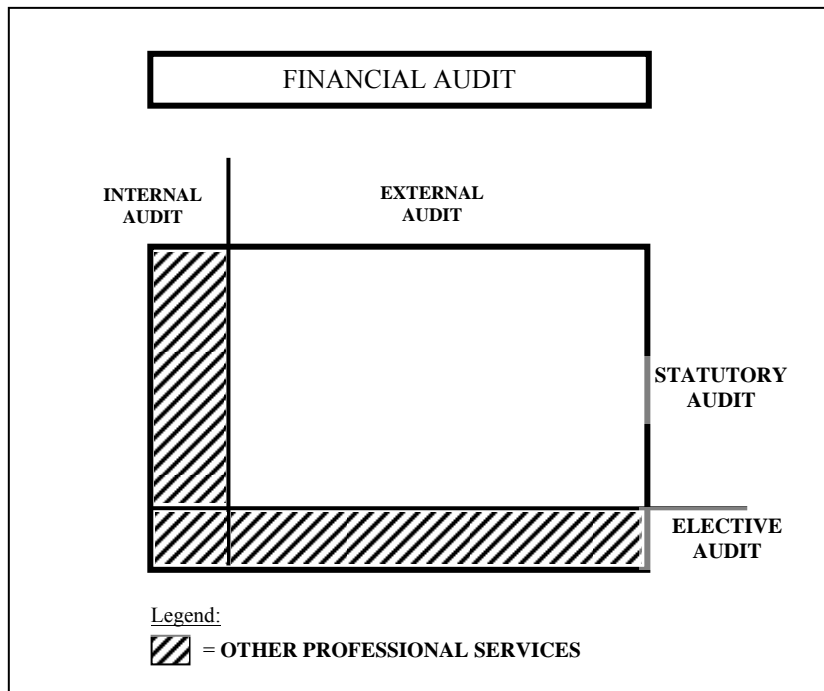 FINANCIAL AUDIT
INTERNAL
AUDIT
EXTERNAL
AUDIT
STATUTORY
AUDIT
ELECTIVE
AUDIT
Legend:
= OTHER PROFESSIONAL SERVICES